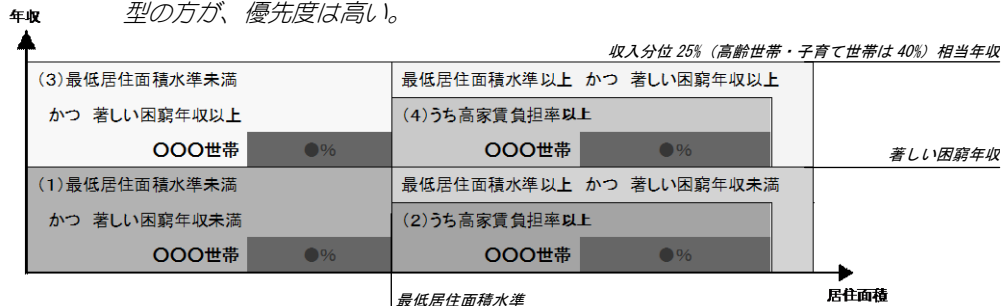 型の方が、優先度は高い。
年収
収入分位 25%（高齢世帯・子育て世帯は 40%）相当年収
(3)最低居住面積水準未満
かつ 著しい困窮年収以上
〇〇〇世帯 ●%
最低居住面積水準以上 かつ 著しい困窮年収以上
(4)うち高家賃負担率以上
〇〇〇世帯 ●%
著しい困窮年収
(1)最低居住面積水準未満
かつ 著しい困窮年収未満
〇〇〇世帯 ●%
最低居住面積水準以上 かつ 著しい困窮年収未満
(2)うち高家賃負担率以上
〇〇〇世帯 ●%
最低居住面積水準
居住面積